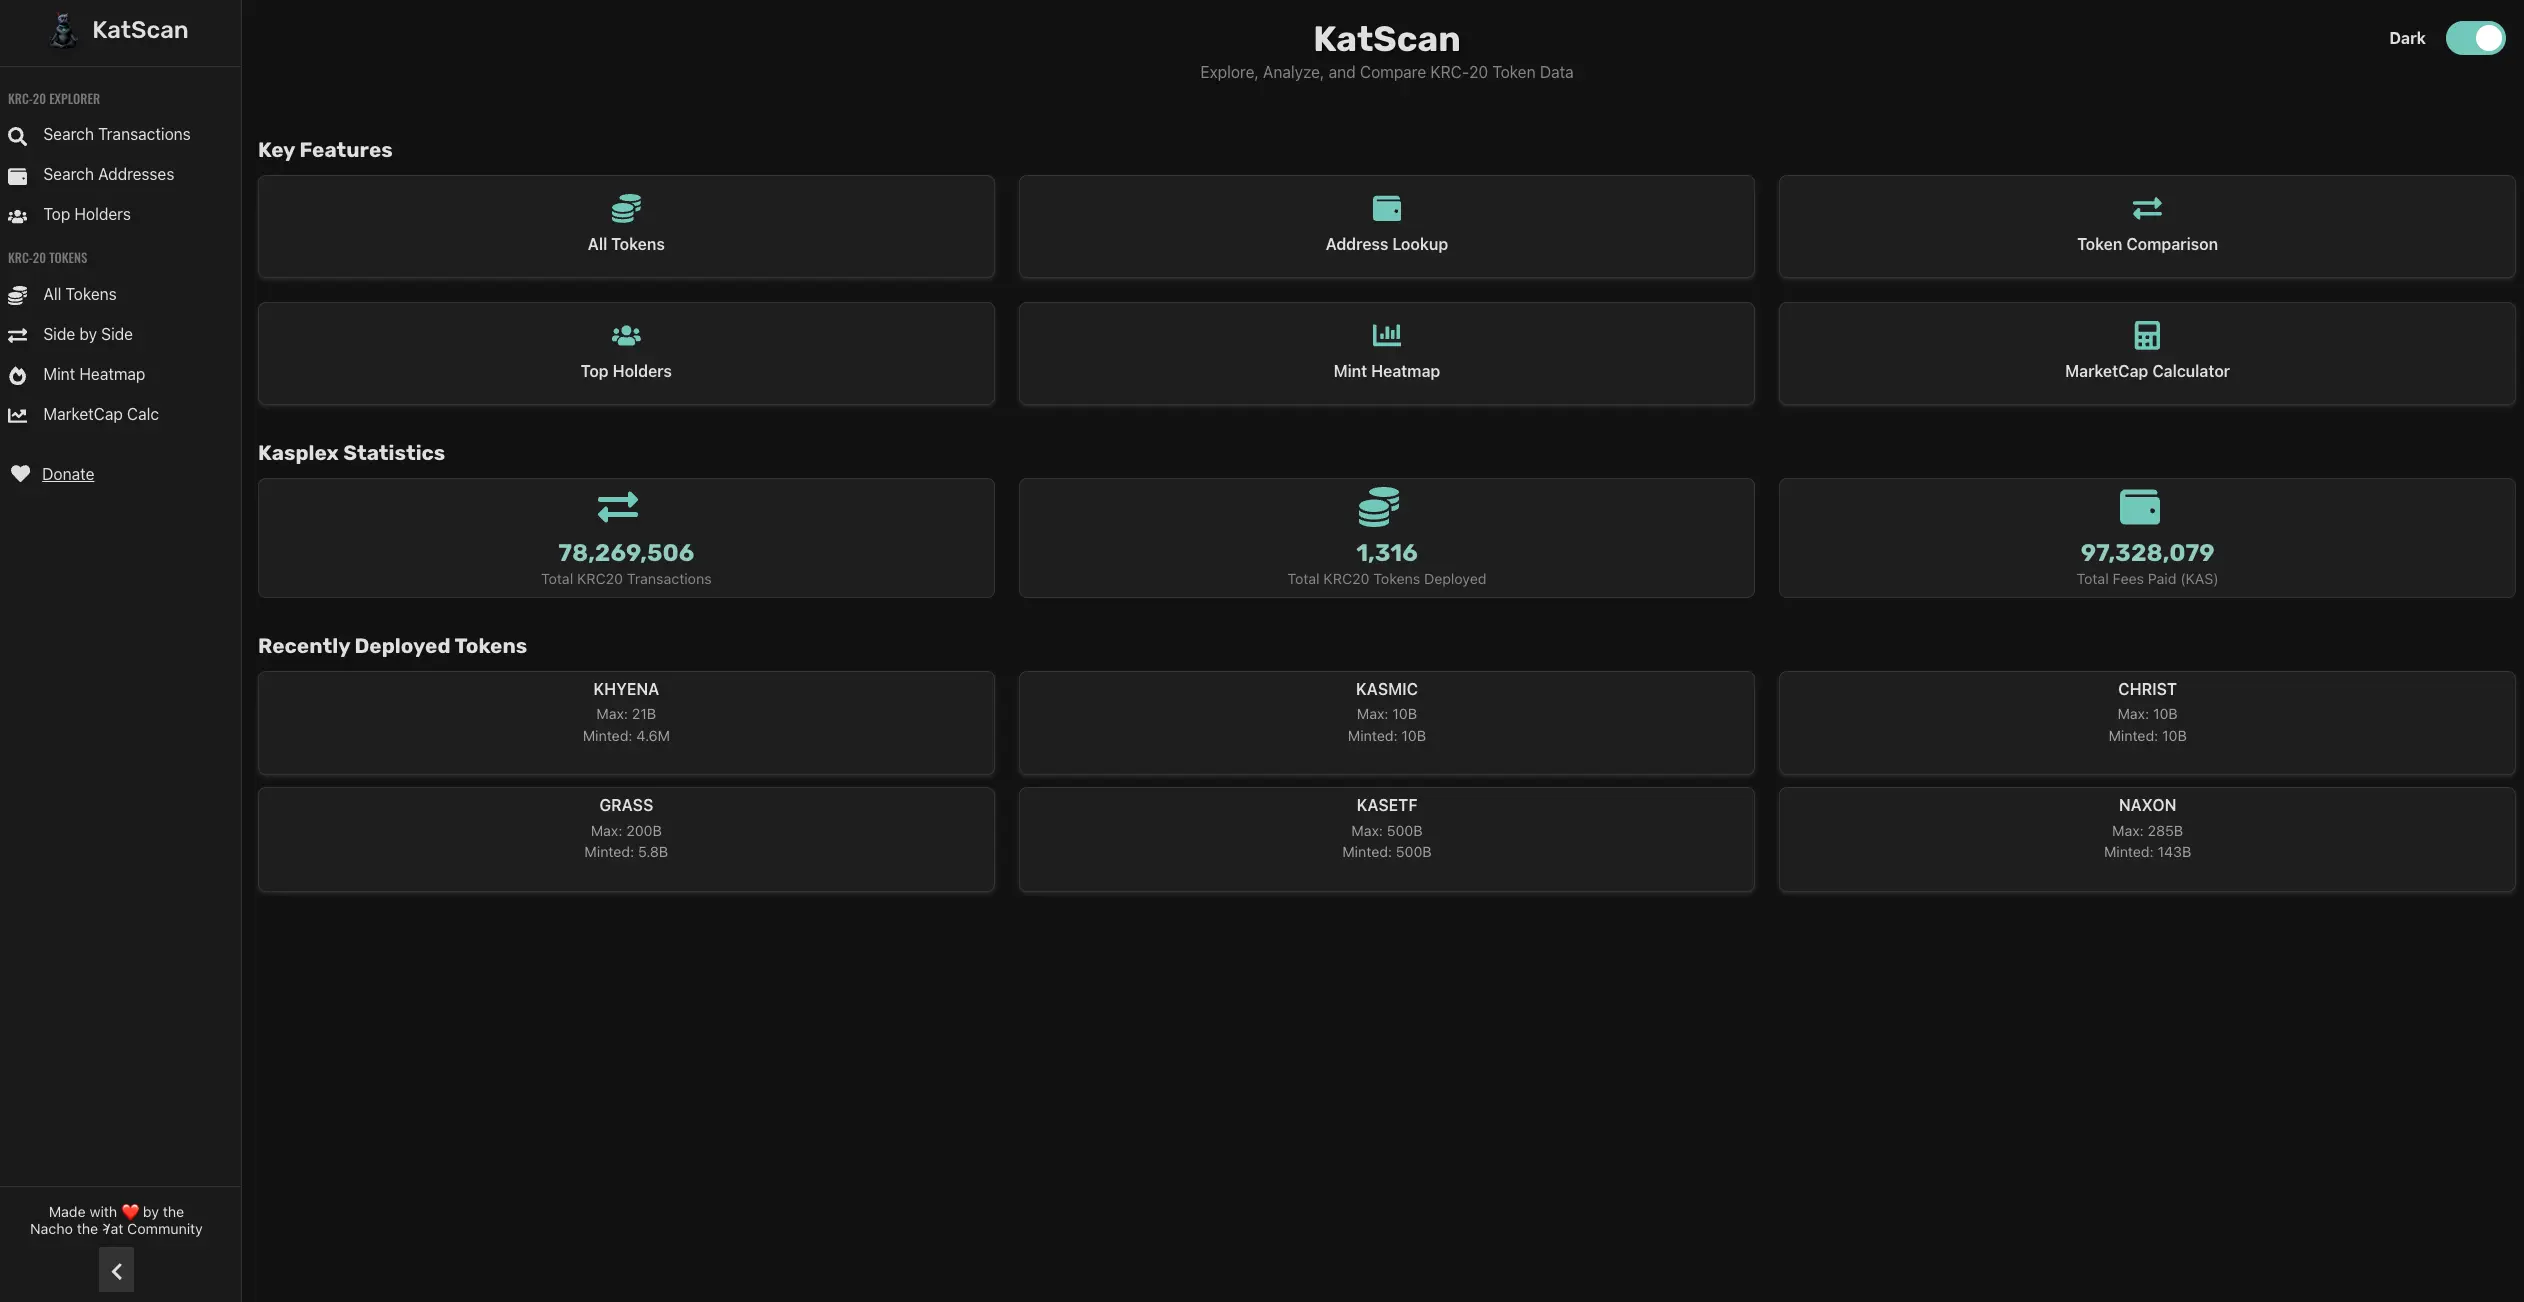 KatScan
KRC-20 EXPLORER
Search Transactions
Search Addresses
Top Holders
KRC-20 TOKENS
All Tokens
Side by Side
Mint Heatmap
MarketCap Calc
Donate
Made with ❤️ by the
Nacho the 𐤊at Community
KatScan
Explore, Analyze, and Compare KRC-20 Token Data
Dark
Key Features
All Tokens
Address Lookup
Token Comparison
Top Holders
Mint Heatmap
MarketCap Calculator
Kasplex Statistics
78,269,506
Total KRC20 Transactions
1,316
Total KRC20 Tokens Deployed
97,328,079
Total Fees Paid (KAS)
Recently Deployed Tokens
KHYENA
Max: 21B
Minted: 4.6M
KASMIC
Max: 10B
Minted: 10B
CHRIST
Max: 10B
Minted: 10B
GRASS
Max: 200B
Minted: 5.8B
KASETF
Max: 500B
Minted: 500B
NAXON
Max: 285B
Minted: 143B